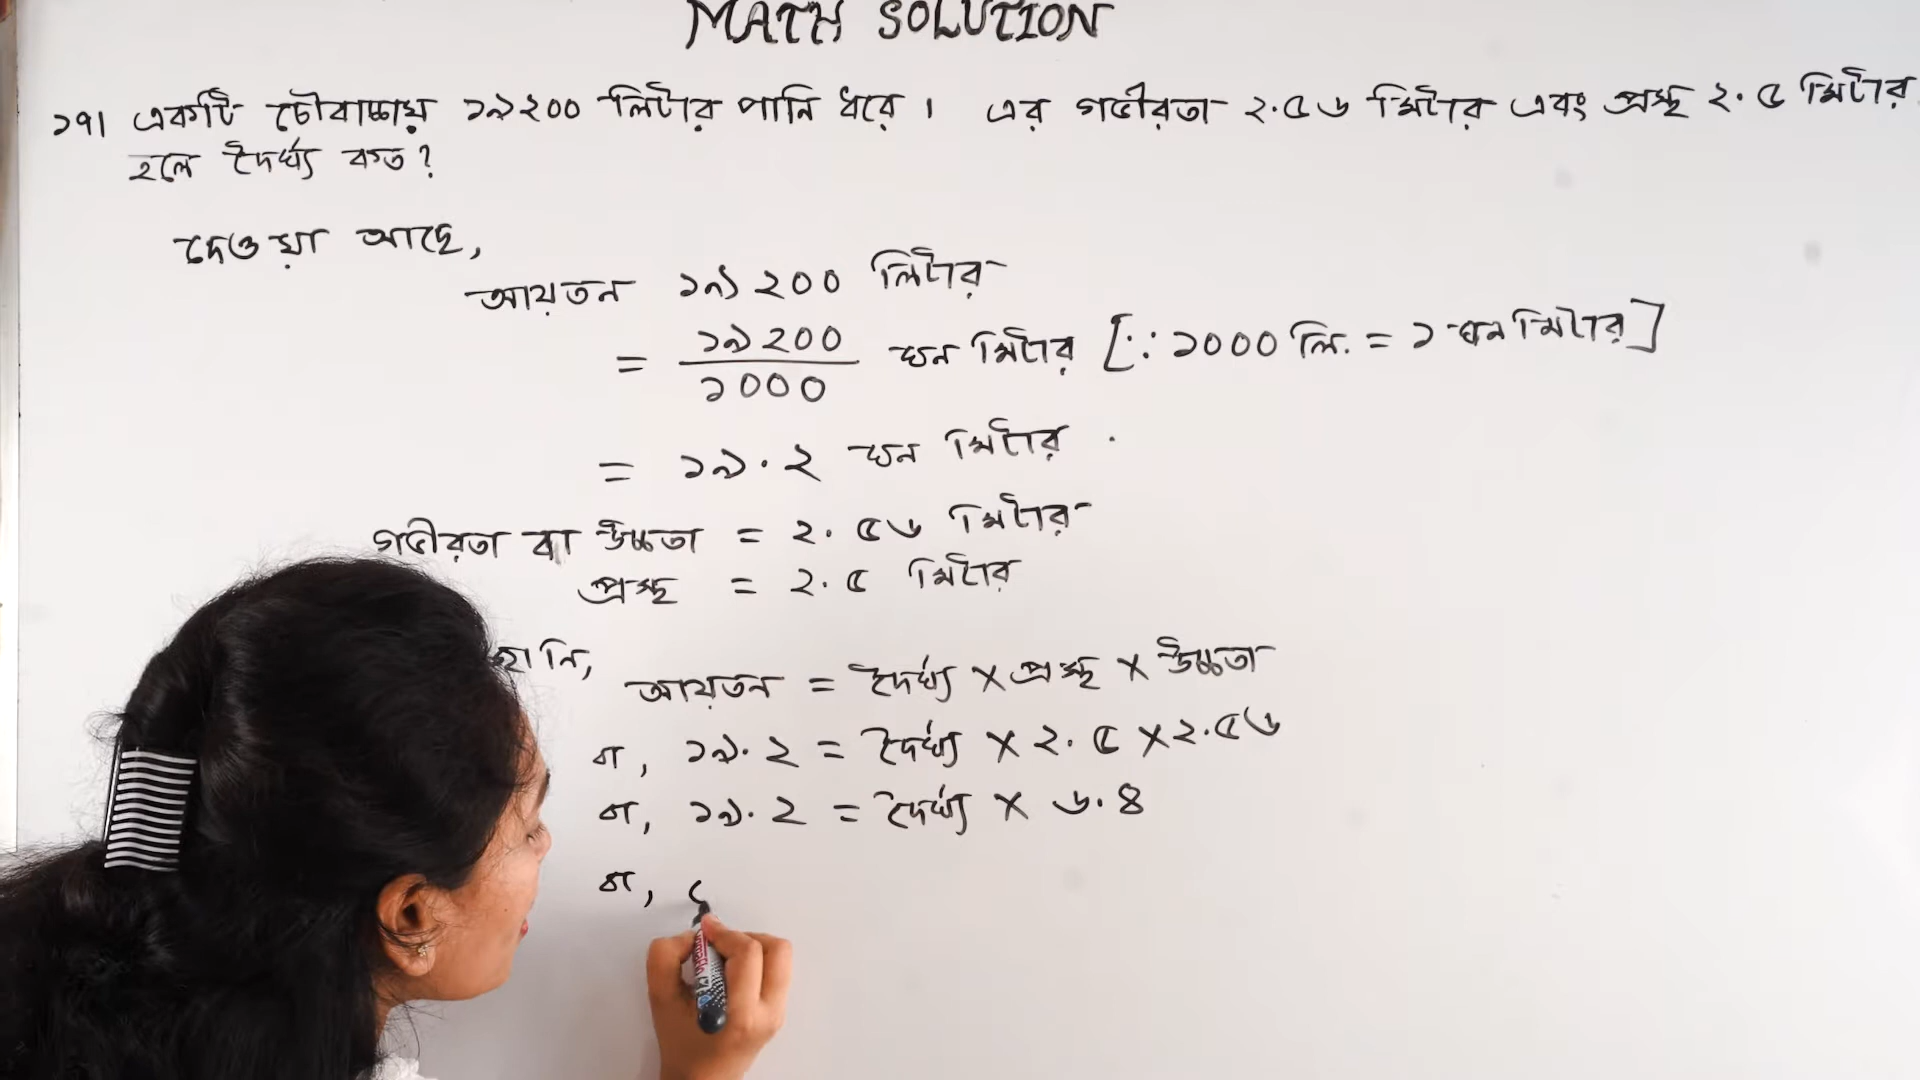 MATH SOLUTION
১৭। একটি চৌবাচ্চায় ১৯২০০ লিটার পানি ধরে। এর গভীরতা ২.৫৬ মিটার এবং প্রস্থ ২.৫ মিটার
হলে দৈর্ঘ্য কত?
দেওয়া আছে,
আয়তন ১৯২০০ লিটার
= ১৯২০০/১০০০ ঘন মিটার [∵ ১০০০ লি. = ১ ঘন মিটার]
= ১৯.২ ঘন মিটার
গভীরতা বা উচ্চতা = ২.৫৬ মিটার
প্রস্থ = ২.৫ মিটার
জানি,
আয়তন = দৈর্ঘ্য × প্রস্থ × উচ্চতা
বা, ১৯.২ = দৈর্ঘ্য × ২.৫ × ২.৫৬
বা, ১৯.২ = দৈর্ঘ্য × ৬.৪
বা,